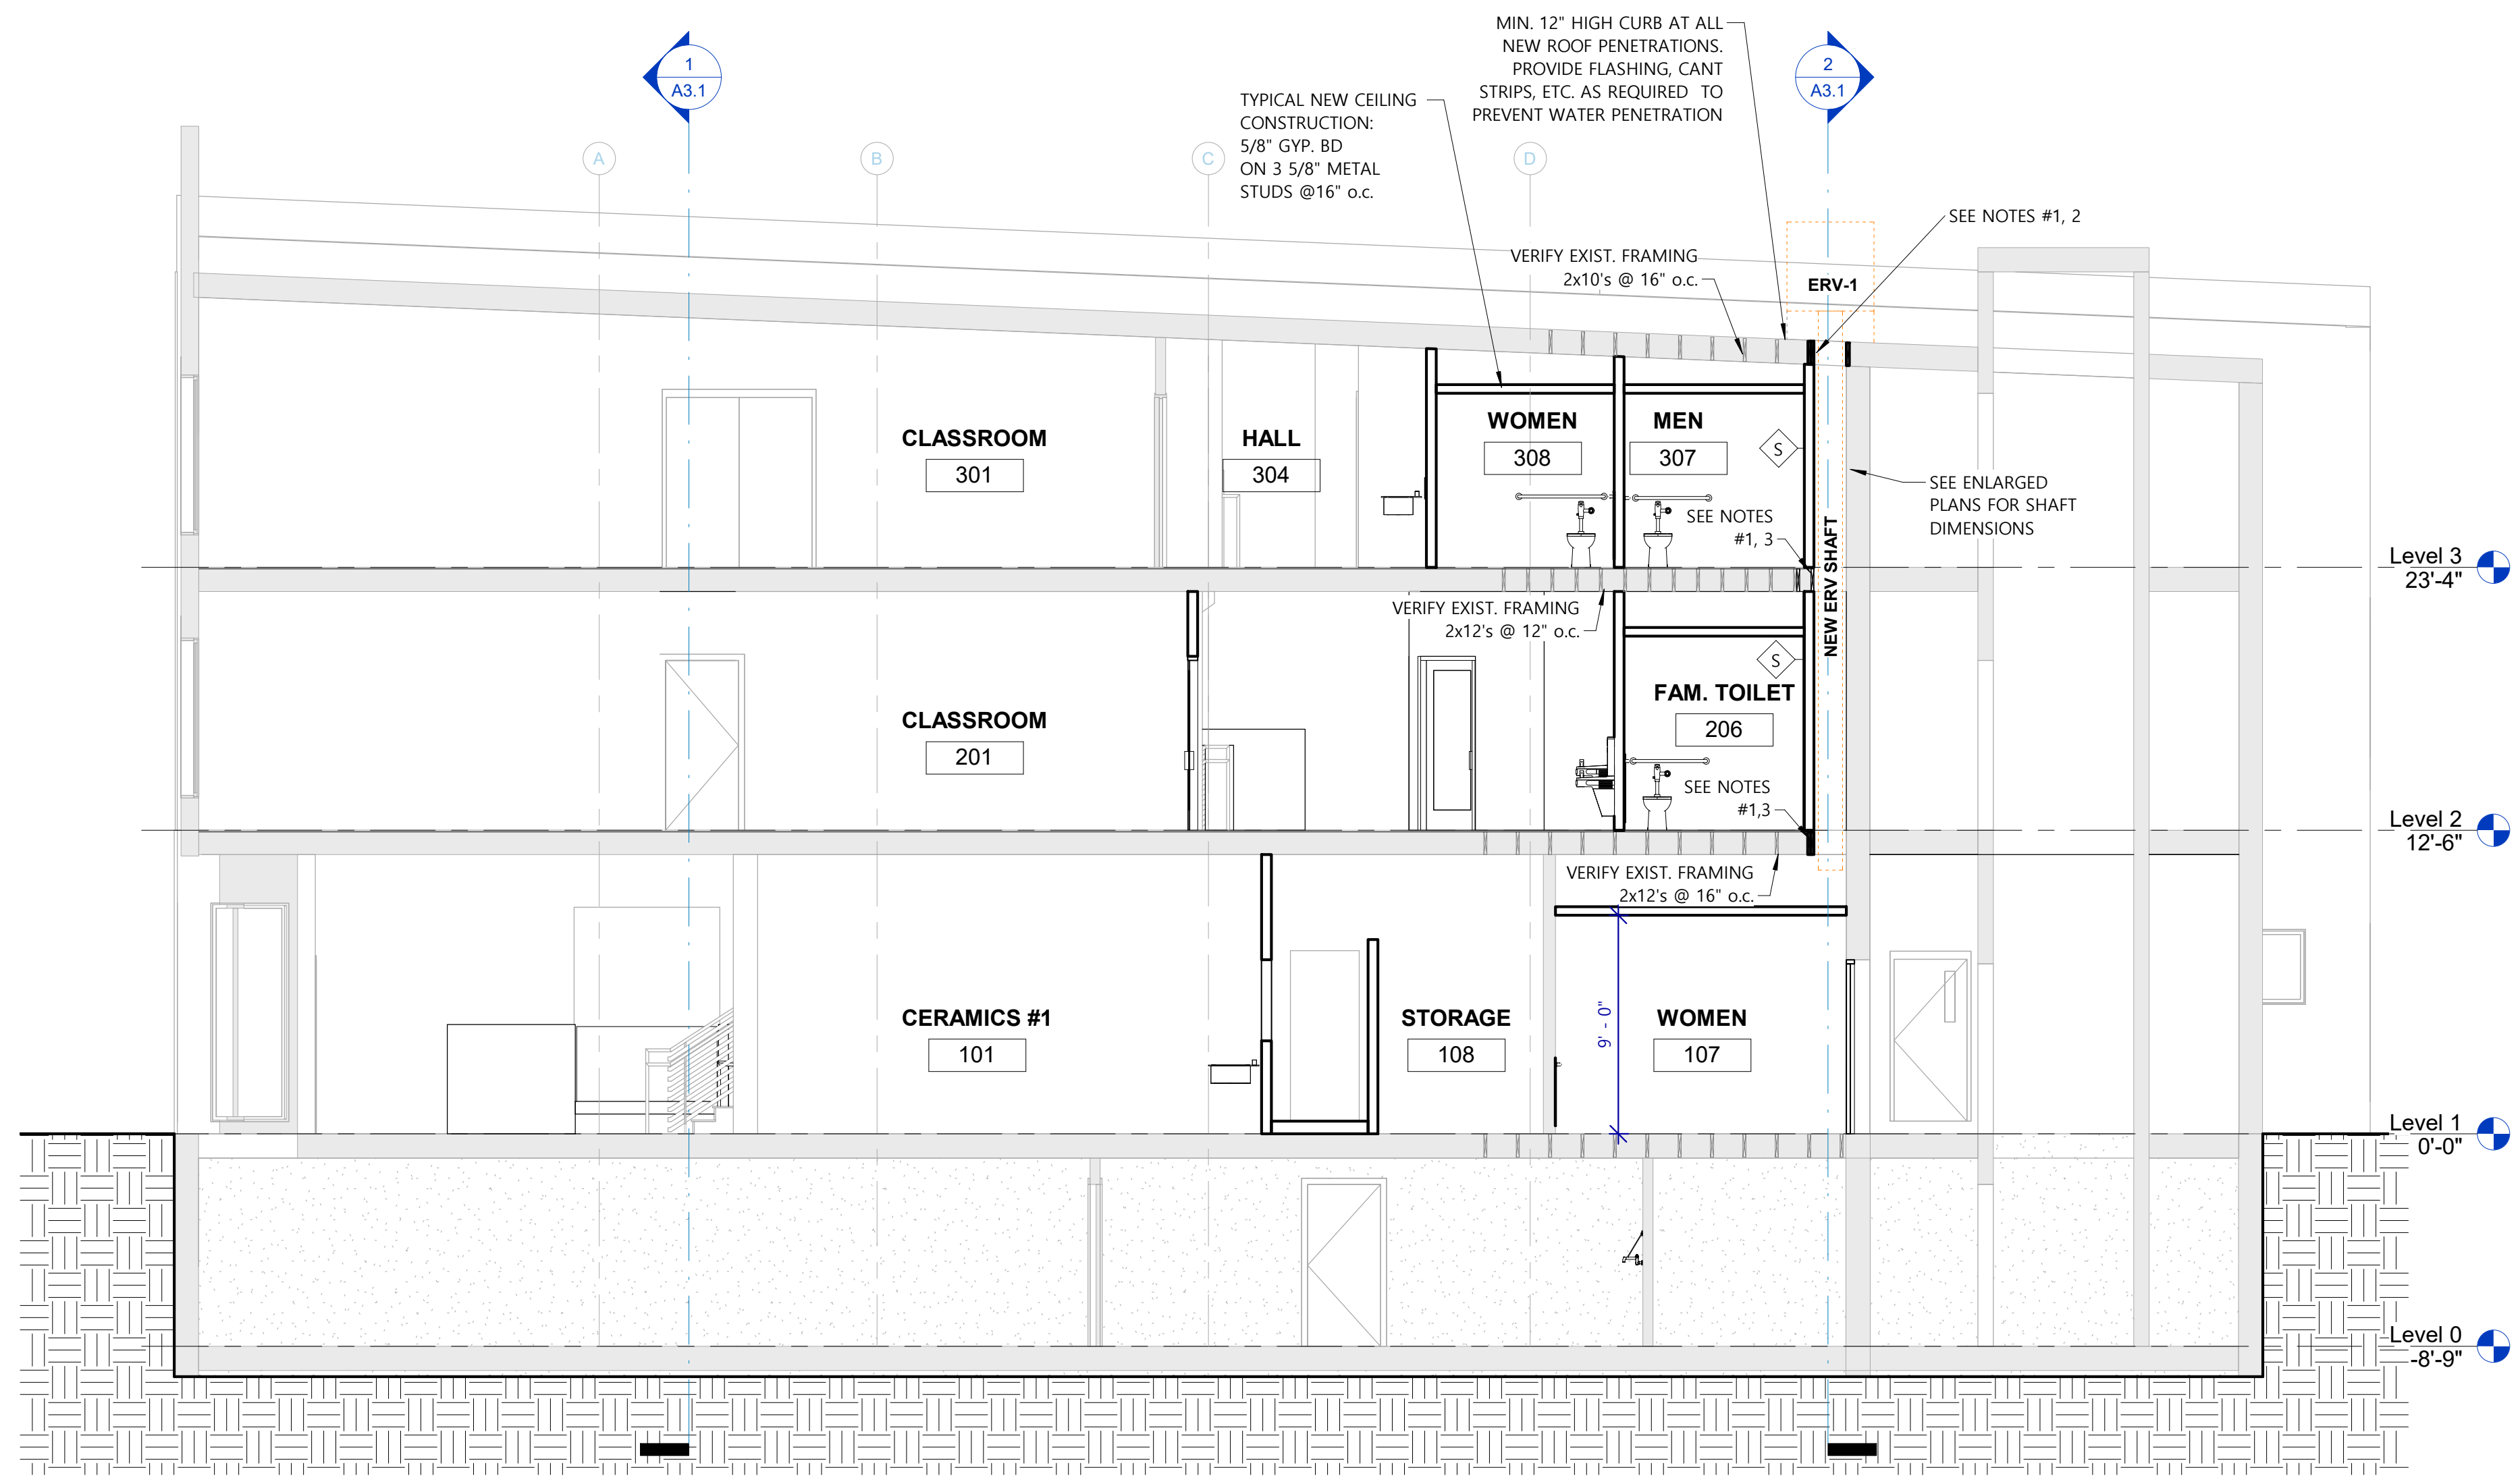 MIN. 12" HIGH CURB AT ALL
NEW ROOF PENETRATIONS.
PROVIDE FLASHING, CANT
STRIPS, ETC. AS REQUIRED TO
PREVENT WATER PENETRATION
1
A3.1
2
A3.1
TYPICAL NEW CEILING
CONSTRUCTION:
5/8" GYP. BD
ON 3 5/8" METAL
STUDS @16" o.c.
A
B
C
D
SEE NOTES #1, 2
VERIFY EXIST. FRAMING
2x10's @ 16" o.c.
ERV-1
CLASSROOM
301
HALL
304
WOMEN
308
MEN
307
S
SEE NOTES
#1, 3
SEE ENLARGED
PLANS FOR SHAFT
DIMENSIONS
NEW ERV SHAFT
Level 3
23'-4"
VERIFY EXIST. FRAMING
2x12's @ 12" o.c.
S
CLASSROOM
201
FAM. TOILET
206
SEE NOTES
#1,3
Level 2
12'-6"
VERIFY EXIST. FRAMING
2x12's @ 16" o.c.
CERAMICS #1
101
STORAGE
108
9' - 0"
WOMEN
107
Level 1
0'-0"
Level 0
-8'-9"